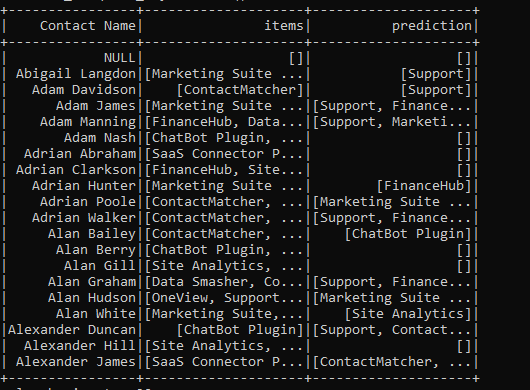 +----------------+--------------------+--------------------+
|    Contact Name|               items|          prediction|
+----------------+--------------------+--------------------+
|            NULL|                  []|                  []|
| Abigail Langdon|[Marketing Suite ...|           [Support]|
|   Adam Davidson|    [ContactMatcher]|           [Support]|
|      Adam James|[Marketing Suite ...|[Support, Finance...|
|    Adam Manning|[FinanceHub, Data...|[Support, Marketi...|
|       Adam Nash|[ChatBot Plugin, ...|                  []|
|  Adrian Abraham|[SaaS Connector P...|                  []|
| Adrian Clarkson|[FinanceHub, Site...|                  []|
|   Adrian Hunter|[Marketing Suite ...|        [FinanceHub]|
|    Adrian Poole|[ContactMatcher, ...|[Marketing Suite ...|
|   Adrian Walker|[ContactMatcher, ...|[Support, Finance...|
|     Alan Bailey|[ContactMatcher, ...|    [ChatBot Plugin]|
|      Alan Berry|[ChatBot Plugin, ...|                  []|
|       Alan Gill|[Site Analytics, ...|                  []|
|     Alan Graham|[Data Smasher, Co...|[Support, Finance...|
|     Alan Hudson|[OneView, Support...|[Marketing Suite ...|
|      Alan White|[Marketing Suite,...|    [Site Analytics]|
|Alexander Duncan|    [ChatBot Plugin]|[Support, Contact...|
|  Alexander Hill|[Site Analytics, ...|                  []|
| Alexander James|[SaaS Connector P...|[ContactMatcher, ...|
+----------------+--------------------+--------------------+